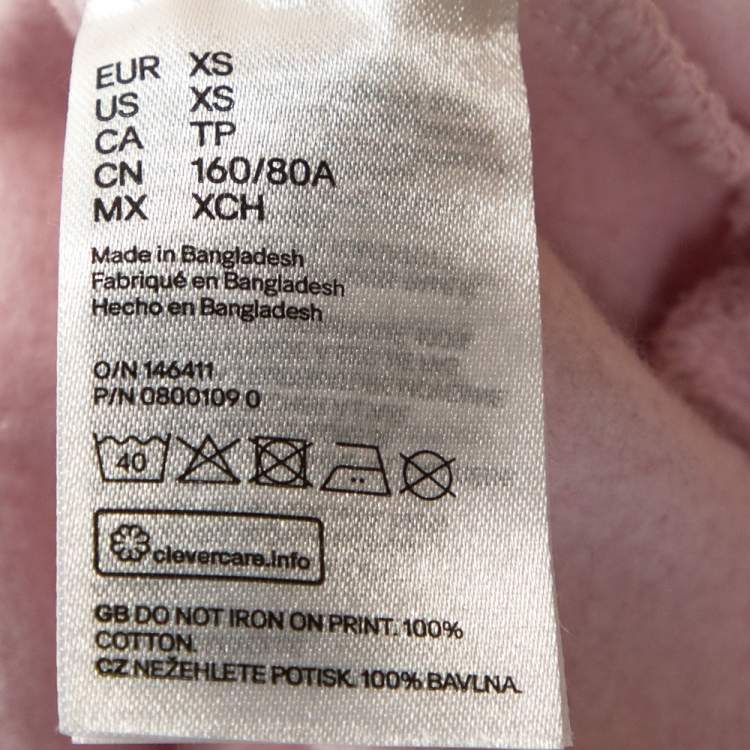 EUR XS
US XS
CA TP
CN 160/80A
MX XCH
Made in Bangladesh
Fabriqué en Bangladesh
Hecho en Bangladesh
O/N 146411
P/N 0800109 0
40
clevercare.info
GB DO NOT IRON ON PRINT. 100%
COTTON.
CZ NEŽEHLETE POTISK. 100% BAVLNA.